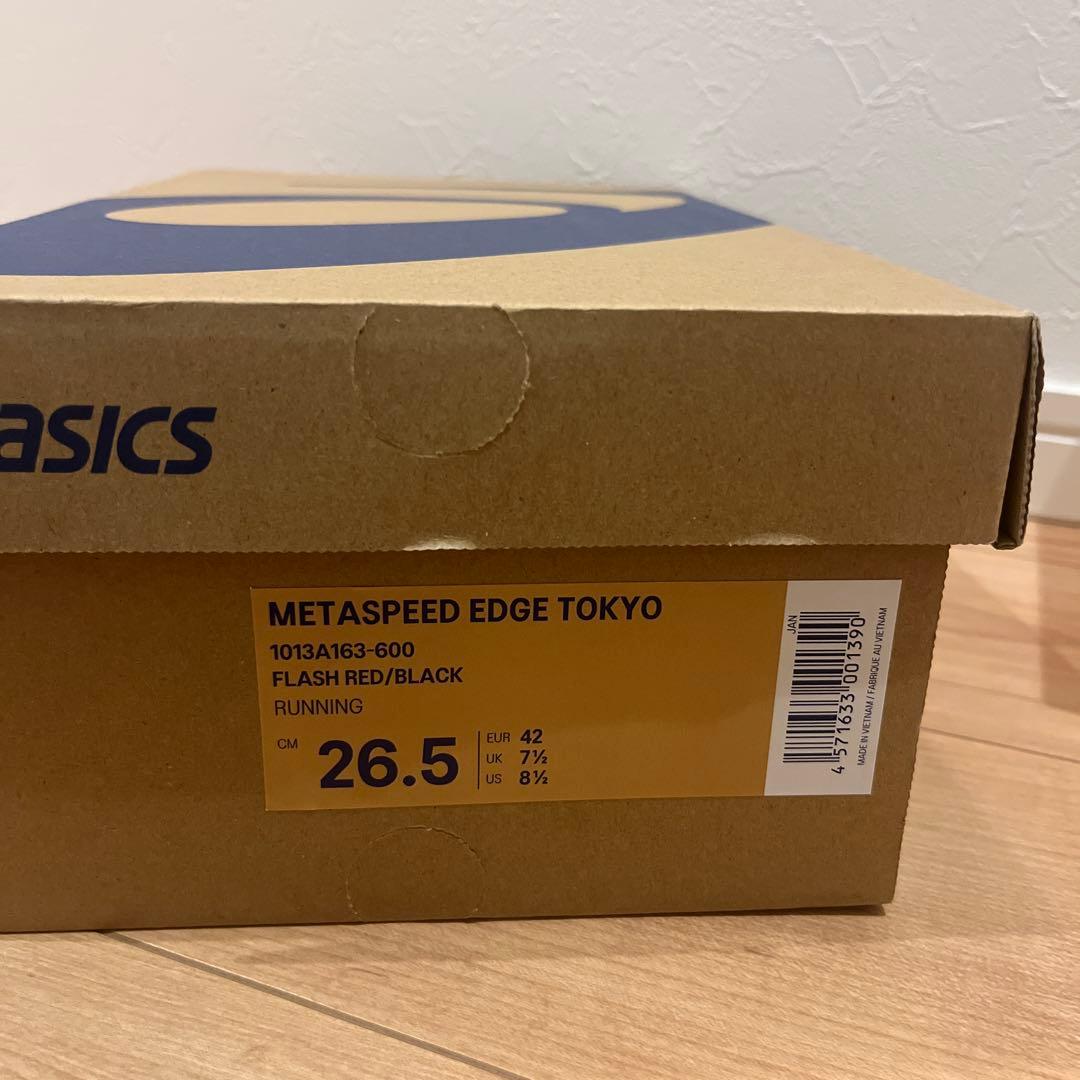 asics
METASPEED EDGE TOKYO
1013A163-600
FLASH RED/BLACK
RUNNING
CM 26.5
EUR 42
UK 7½
US 8½
JAN
4 571633 001390
MADE IN VIETNAM / FABRIQUE AU VIETNAM